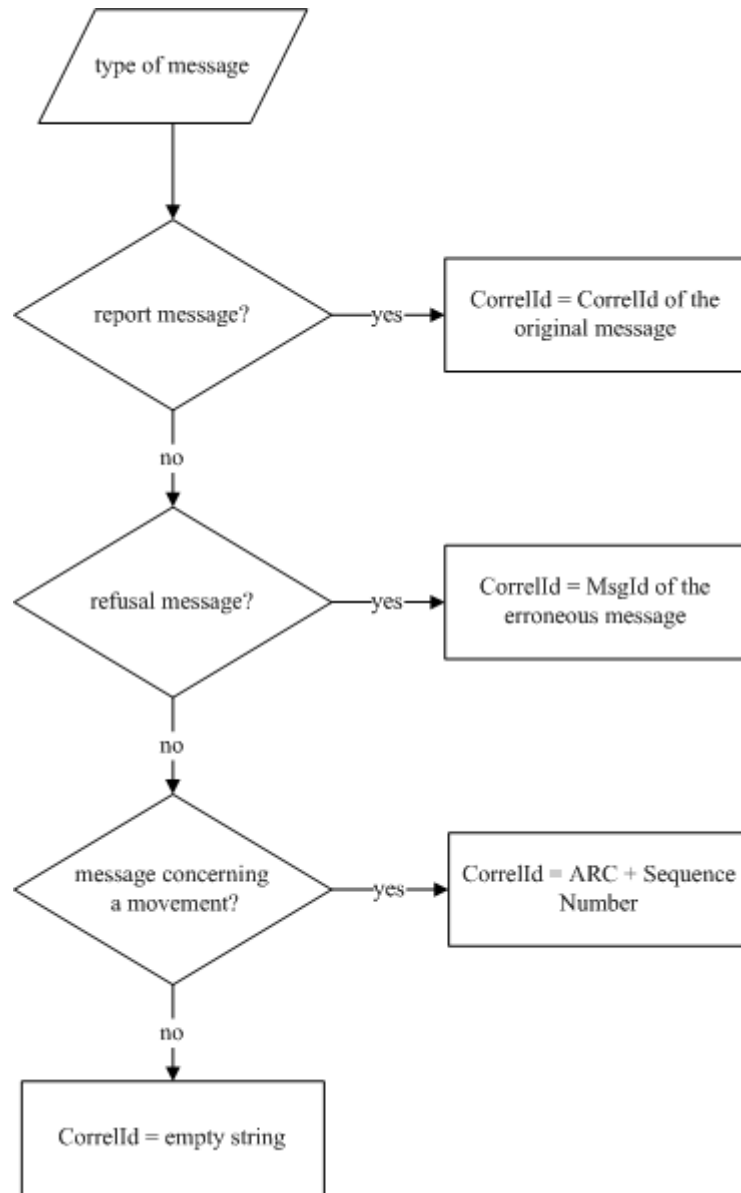 type of message
report message?
yes
CorrelId = CorrelId of the
original message
no
refusal message?
yes
CorrelId = MsgId of the
erroneous message
no
message concerning
a movement?
yes
CorrelId = ARC + Sequence
Number
no
CorrelId = empty string